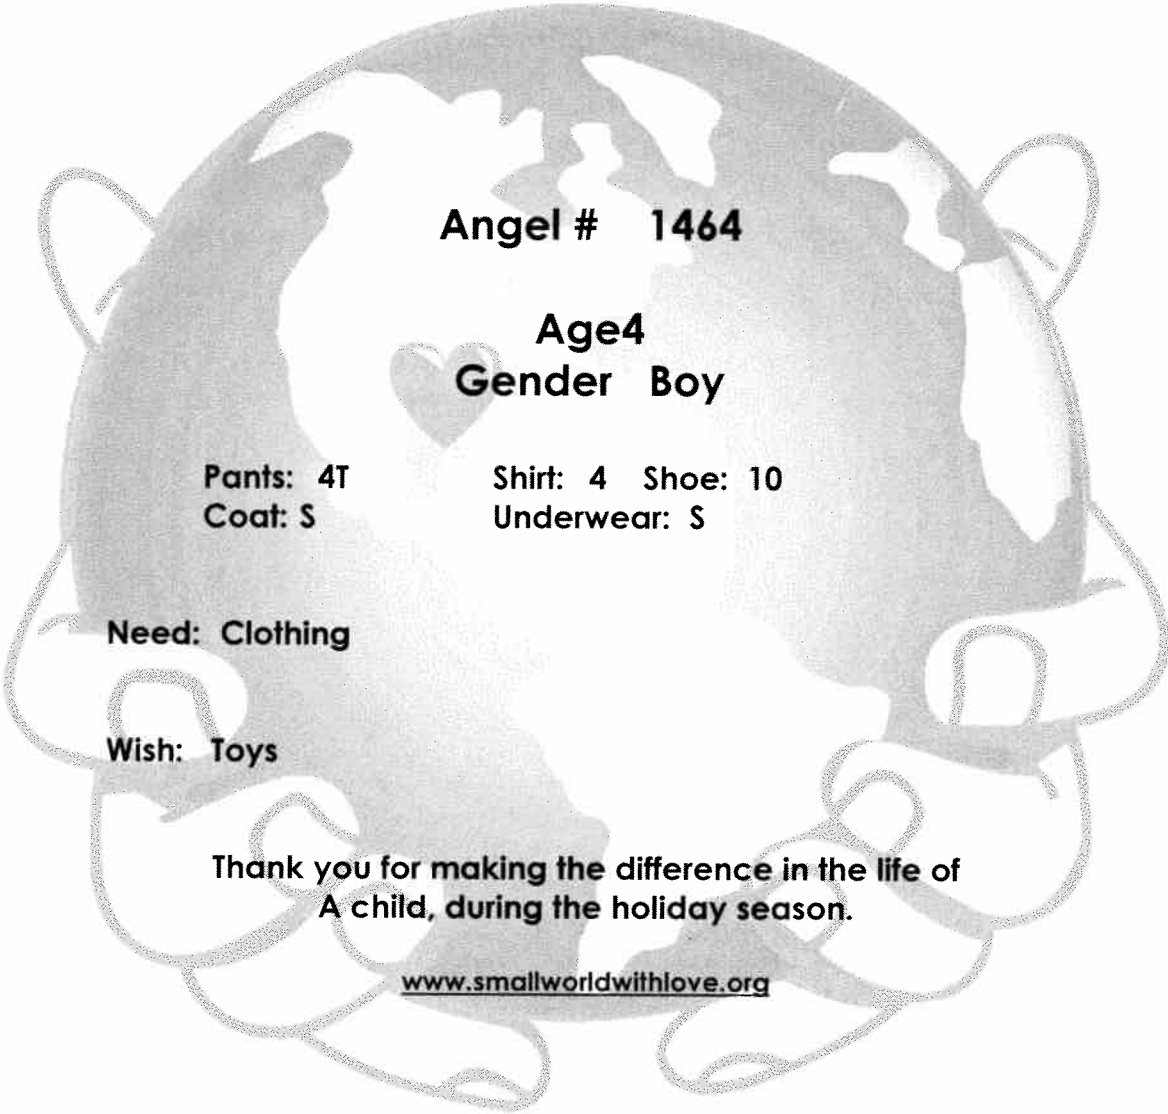 Angel # 1464
Age4
Gender Boy
Pants: 4T Shirt: 4 Shoe: 10
Coat: S Underwear: S
Need: Clothing
Wish: Toys
Thank you for making the difference in the life of
A child, during the holiday season.
www.smallworldwithlove.org